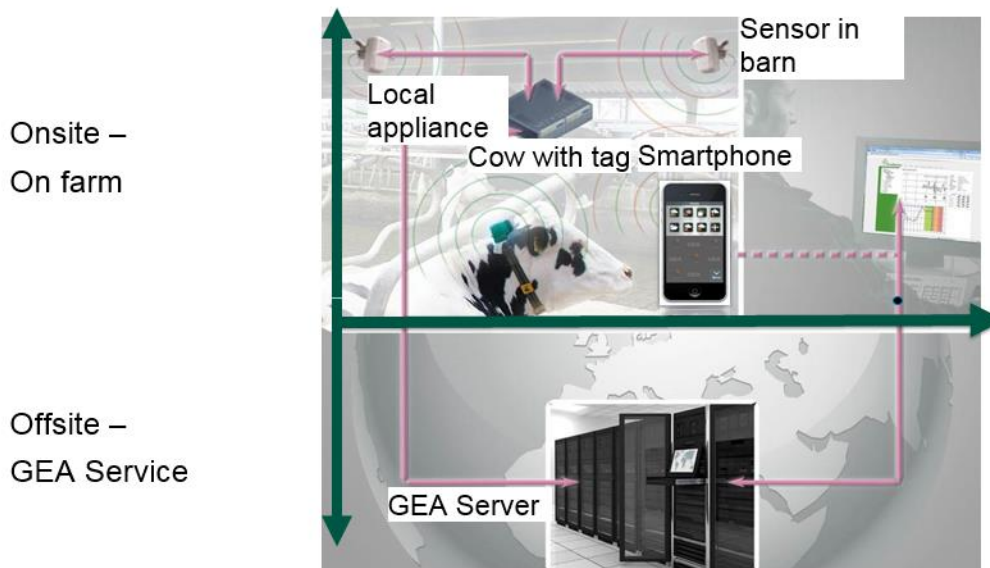 Sensor in
barn
Local
appliance
Onsite –
On farm
Cow with tag
Smartphone
Offsite –
GEA Service
GEA Server